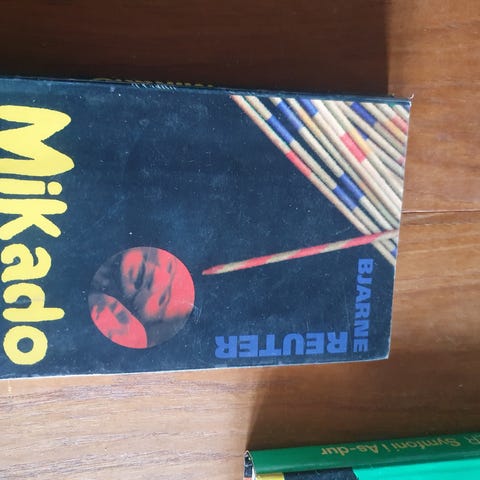 BJARNE
REUTER
Mikado
Symfoni i As-dur